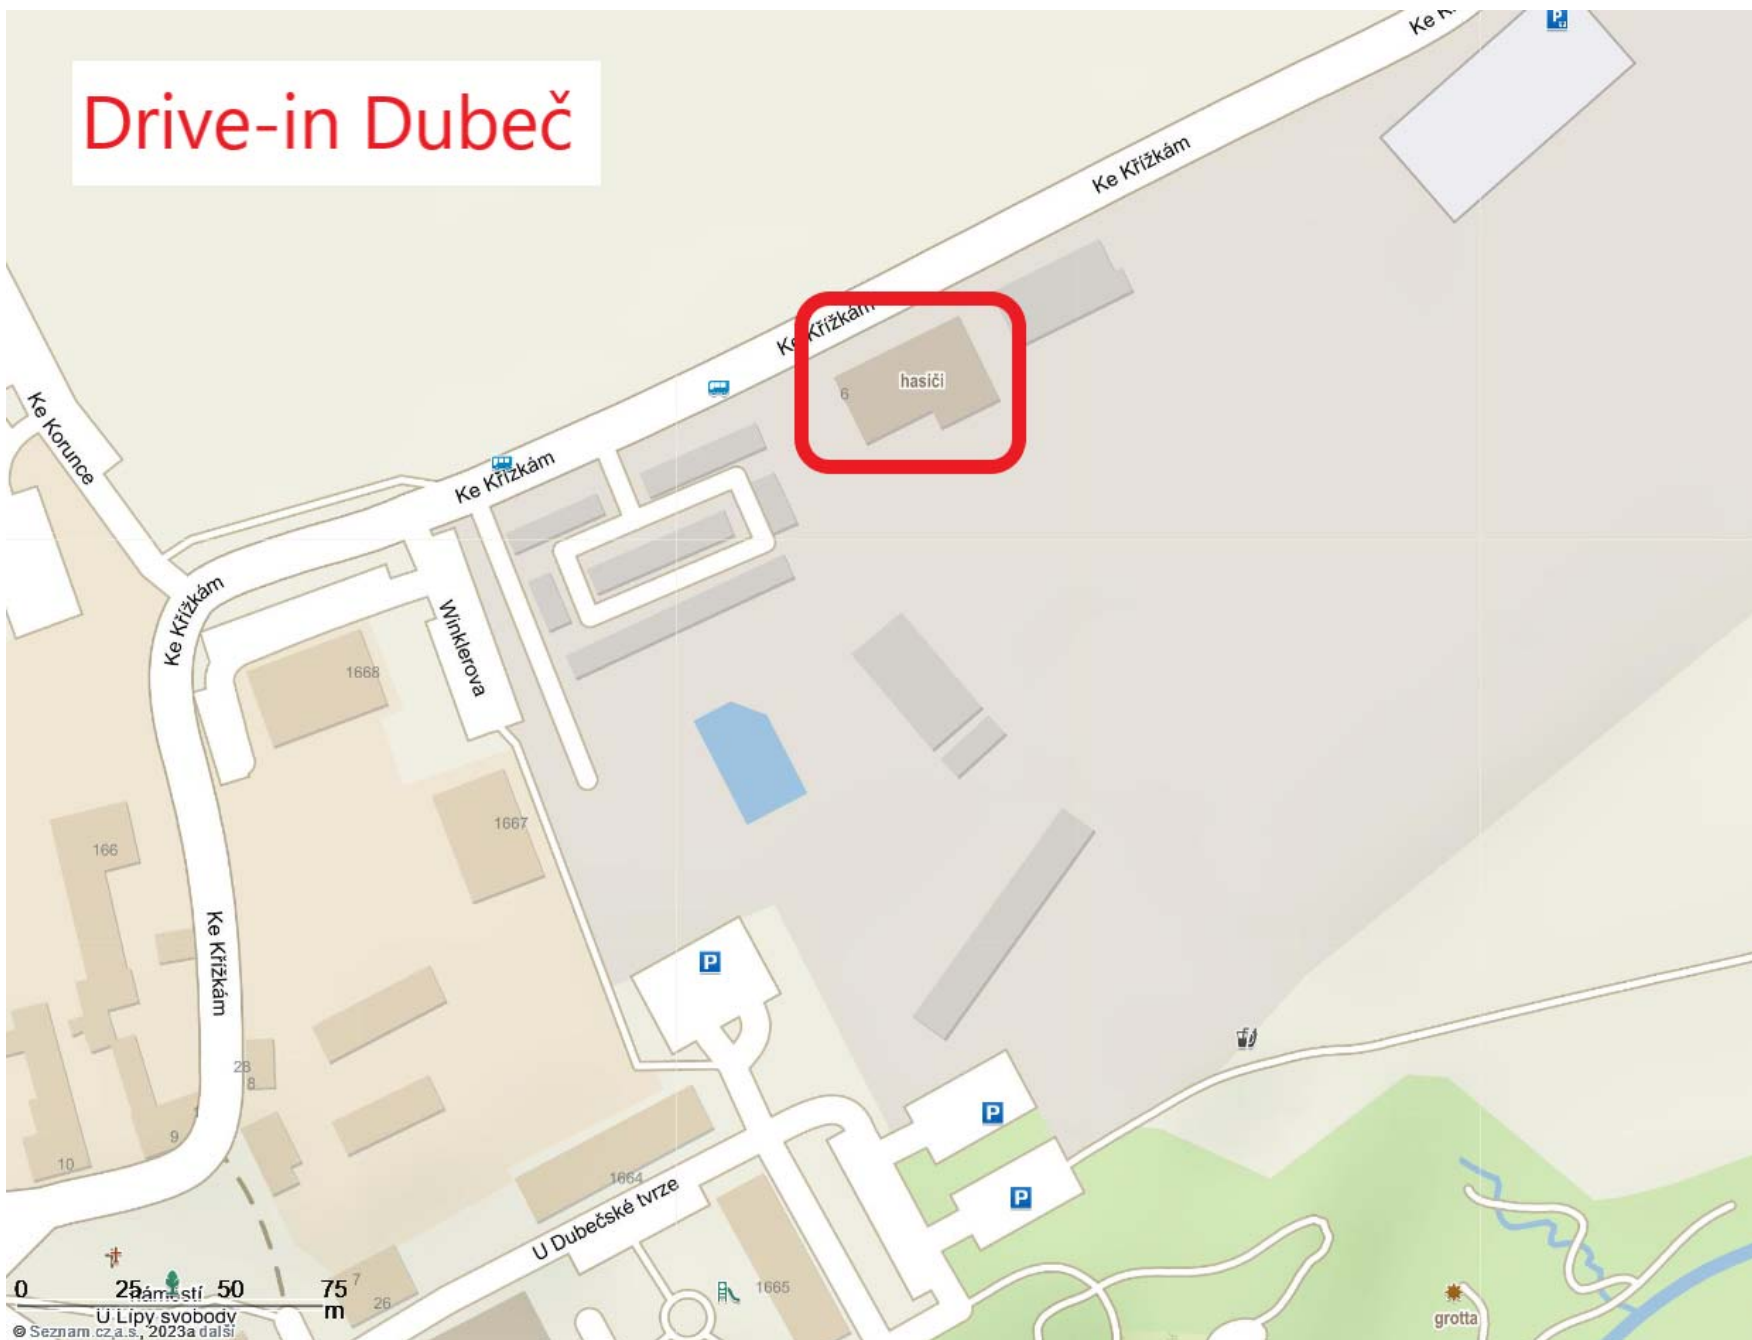 Ke K
P
Drive-in Dubeč
Ke Křížkám
Ke Křížkám
hasiči
6
Ke Korunce
Ke Křížkám
Ke Křížkám
Winklerova
1668
1667
166
Ke Křížkám
P
28
8
P
9
10
1664
P
U Dubečské tvrze
1665
7
26
0 25 50 75
m
náměstí
U Lípy svobody
grotta
© Seznam.cz,a.s., 2023a další